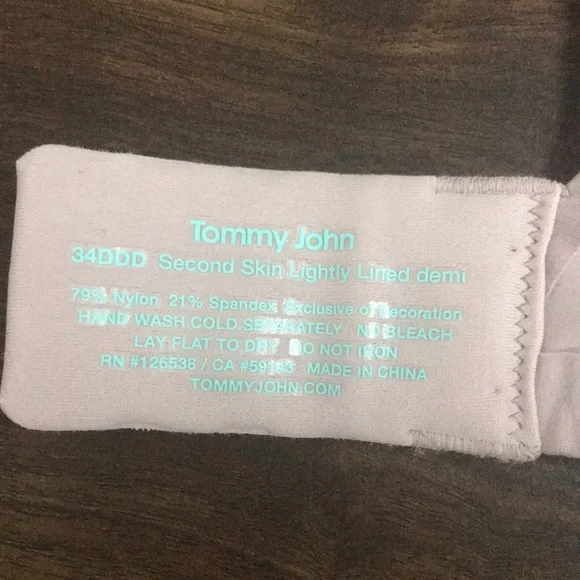 Tommy John
34DDD Second Skin Lightly Lined demi
79% Nylon 21% Spandex Exclusive of Decoration
HAND WASH COLD SEPARATELY NO BLEACH
LAY FLAT TO DRY DO NOT IRON
RN #126538 / CA #59143 MADE IN CHINA
TOMMYJOHN.COM